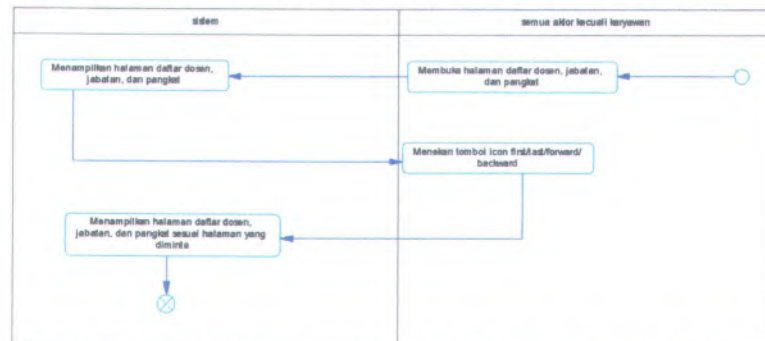 sistem
semua aktor kecuali karyawan
Menampilkan halaman daftar dosen,
jabatan, dan pangkat
Membuka halaman daftar dosen, jabatan,
dan pangkat
Menekan tombol icon first/last/forward/
backward
Menampilkan halaman daftar dosen,
jabatan, dan pangkat sesuai halaman yang
diminta